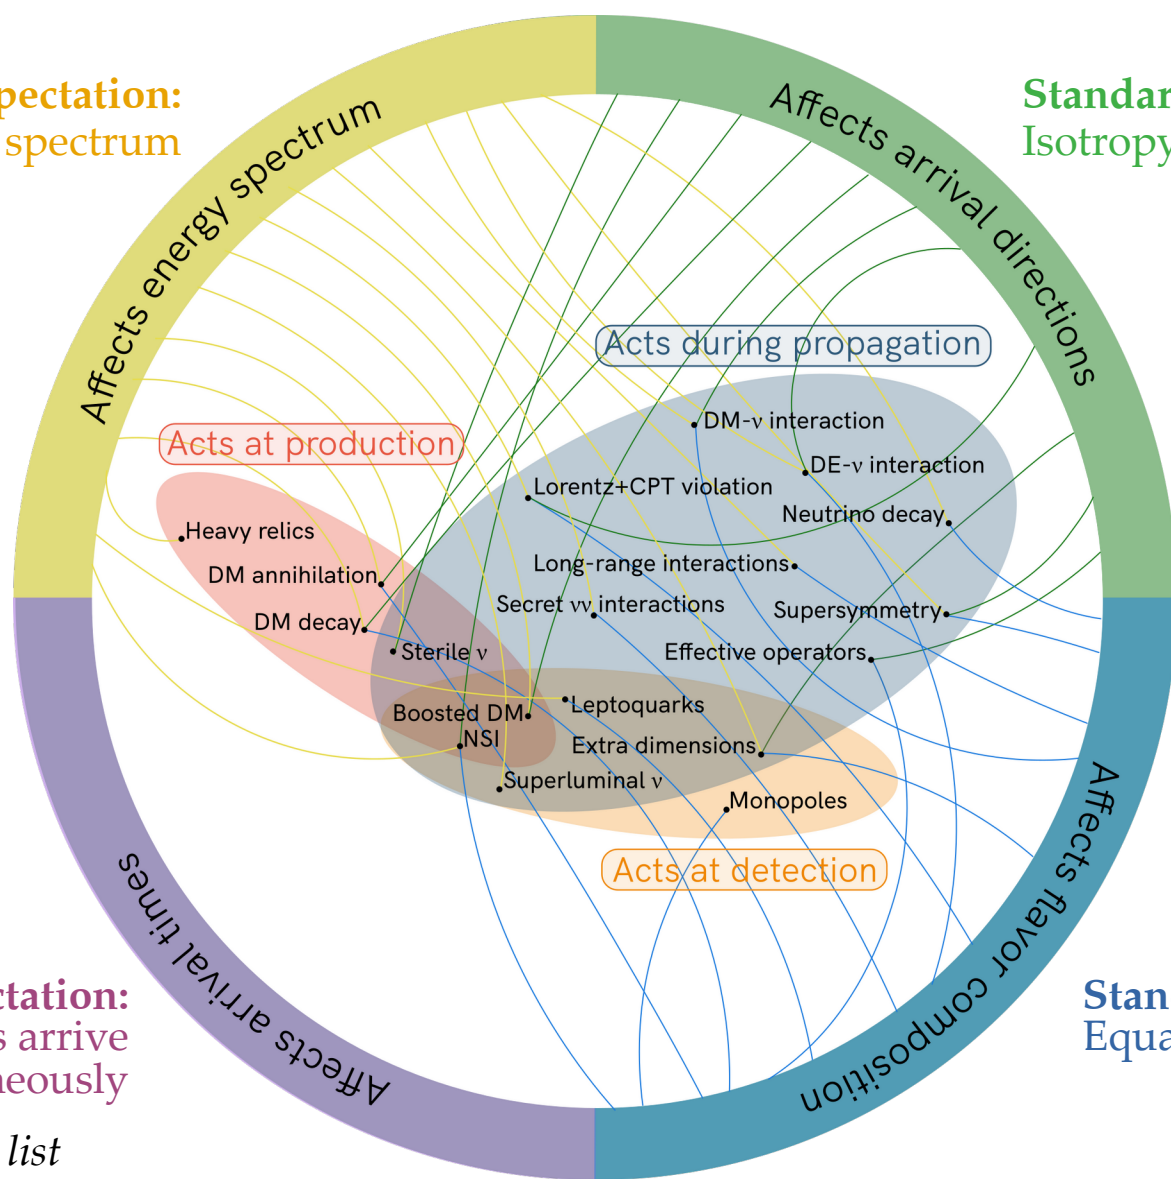 pectation:
spectrum
Standar
Isotropy
Affects energy spectrum
Affects arrival directions
Acts during propagation
Acts at production
DM-ν interaction
DE-ν interaction
Lorentz+CPT violation
Neutrino decay
Heavy relics
Long-range interactions
DM annihilation
Secret νν interactions
Supersymmetry
DM decay
Sterile ν
Effective operators
Leptoquarks
Boosted DM
NSI
Extra dimensions
Superluminal ν
Monopoles
Acts at detection
Affects arrival times
Affects flavor composition
ctation:
s arrive
neously
list
Stan
Equa